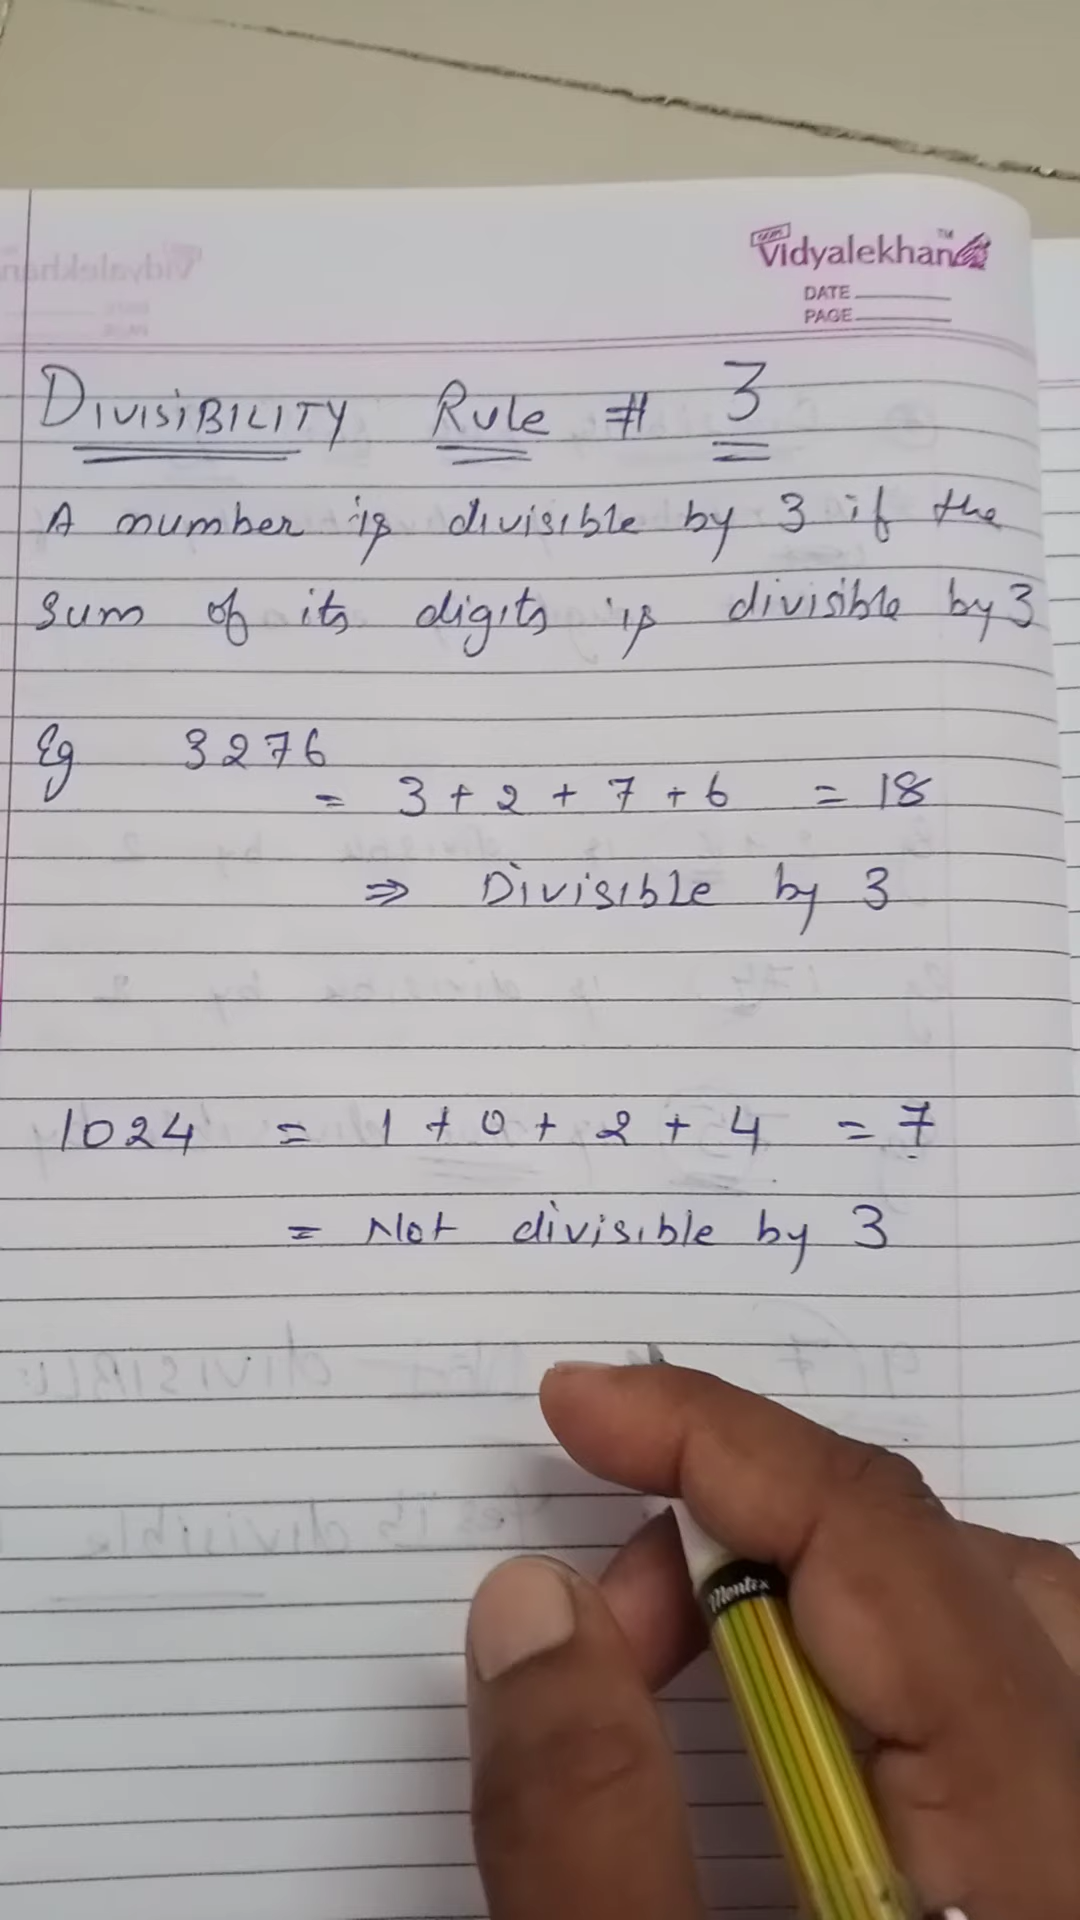 Vidyalekhan™
DATE
PAGE
DIVISIBILITY RULE # 3
A number is divisible by 3 if the
sum of its digits is divisible by 3
Eg 3276
= 3 + 2 + 7 + 6 = 18
⇒ Divisible by 3
1024 = 1 + 0 + 2 + 4 = 7
= Not divisible by 3
Montex